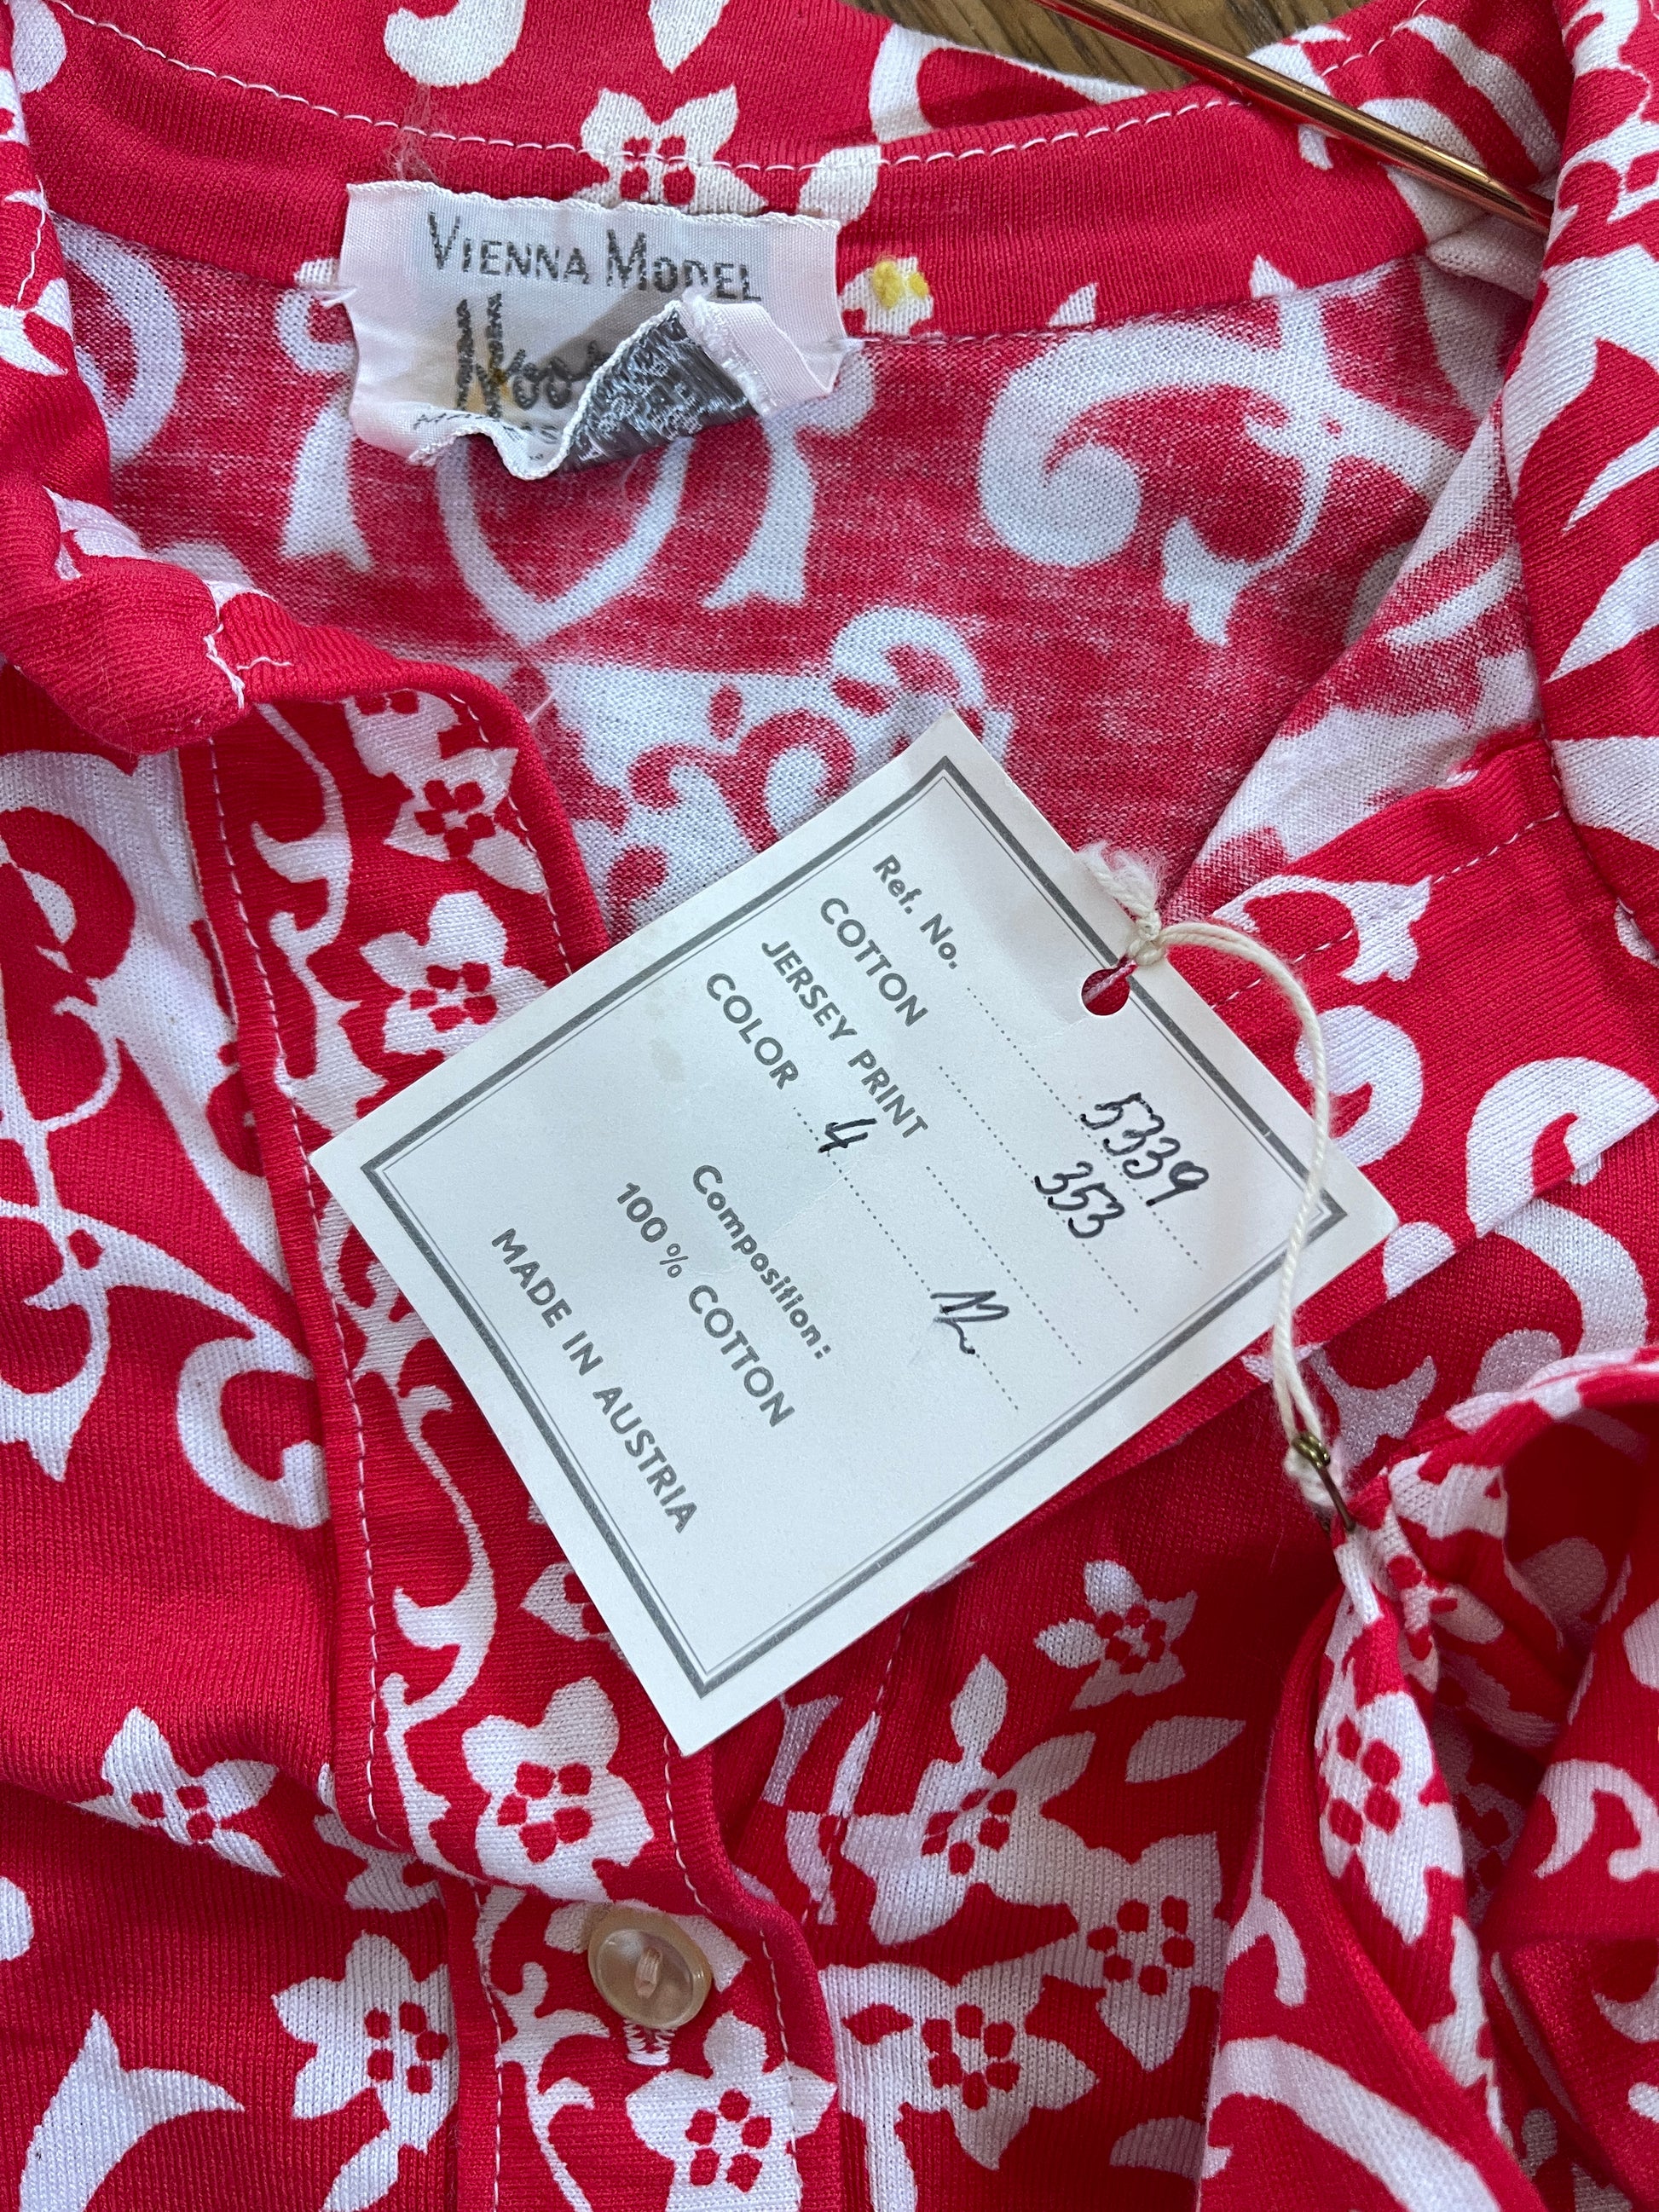 VIENNA MODEL
Ref. No. 5339
COTTON 353
JERSEY PRINT
COLOR 4
Composition:
100 % COTTON
MADE IN AUSTRIA